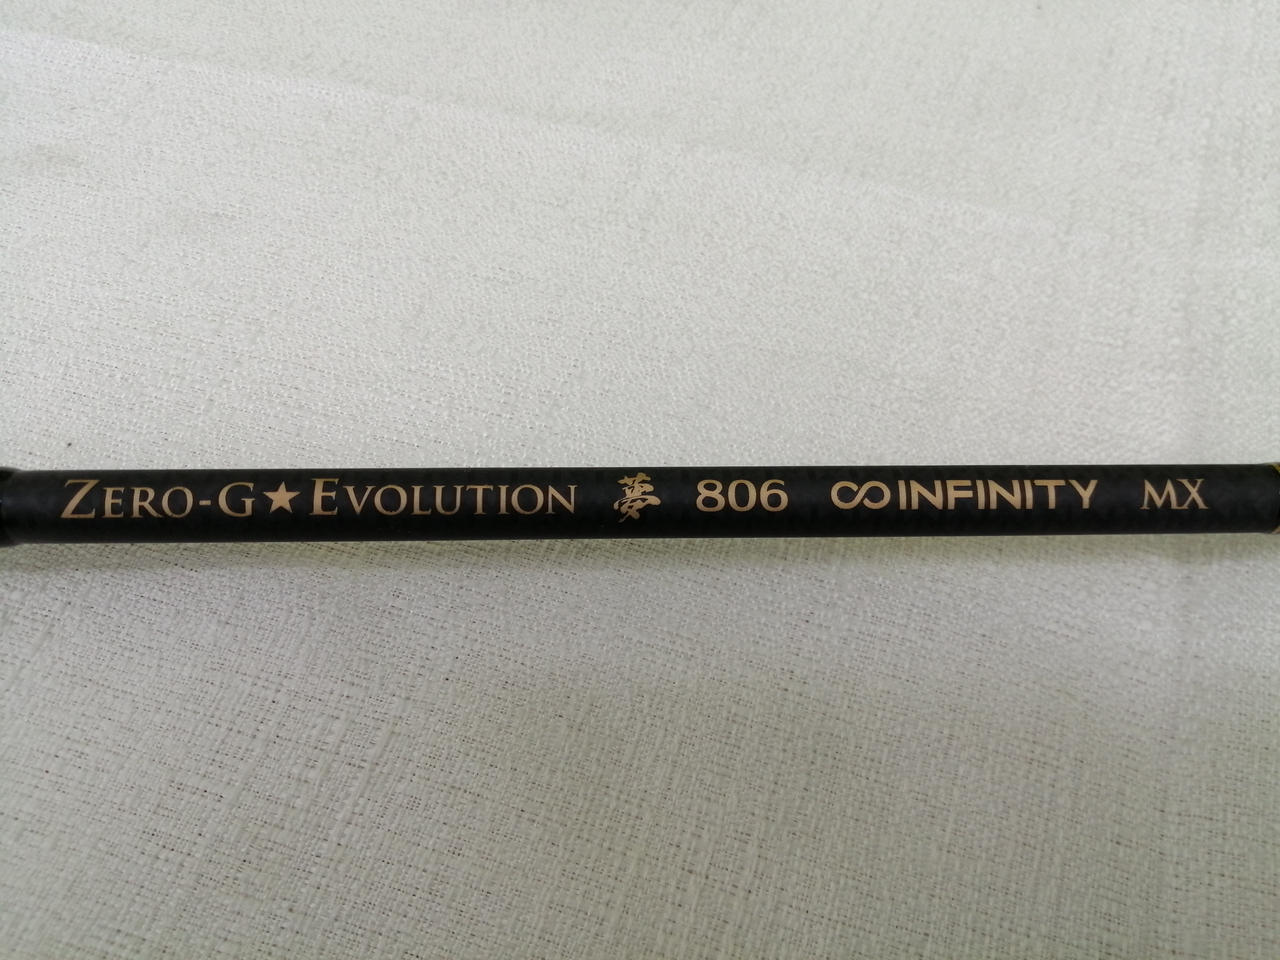 ZERO-G★EVOLUTION 夢 806 ∞INFINITY MX